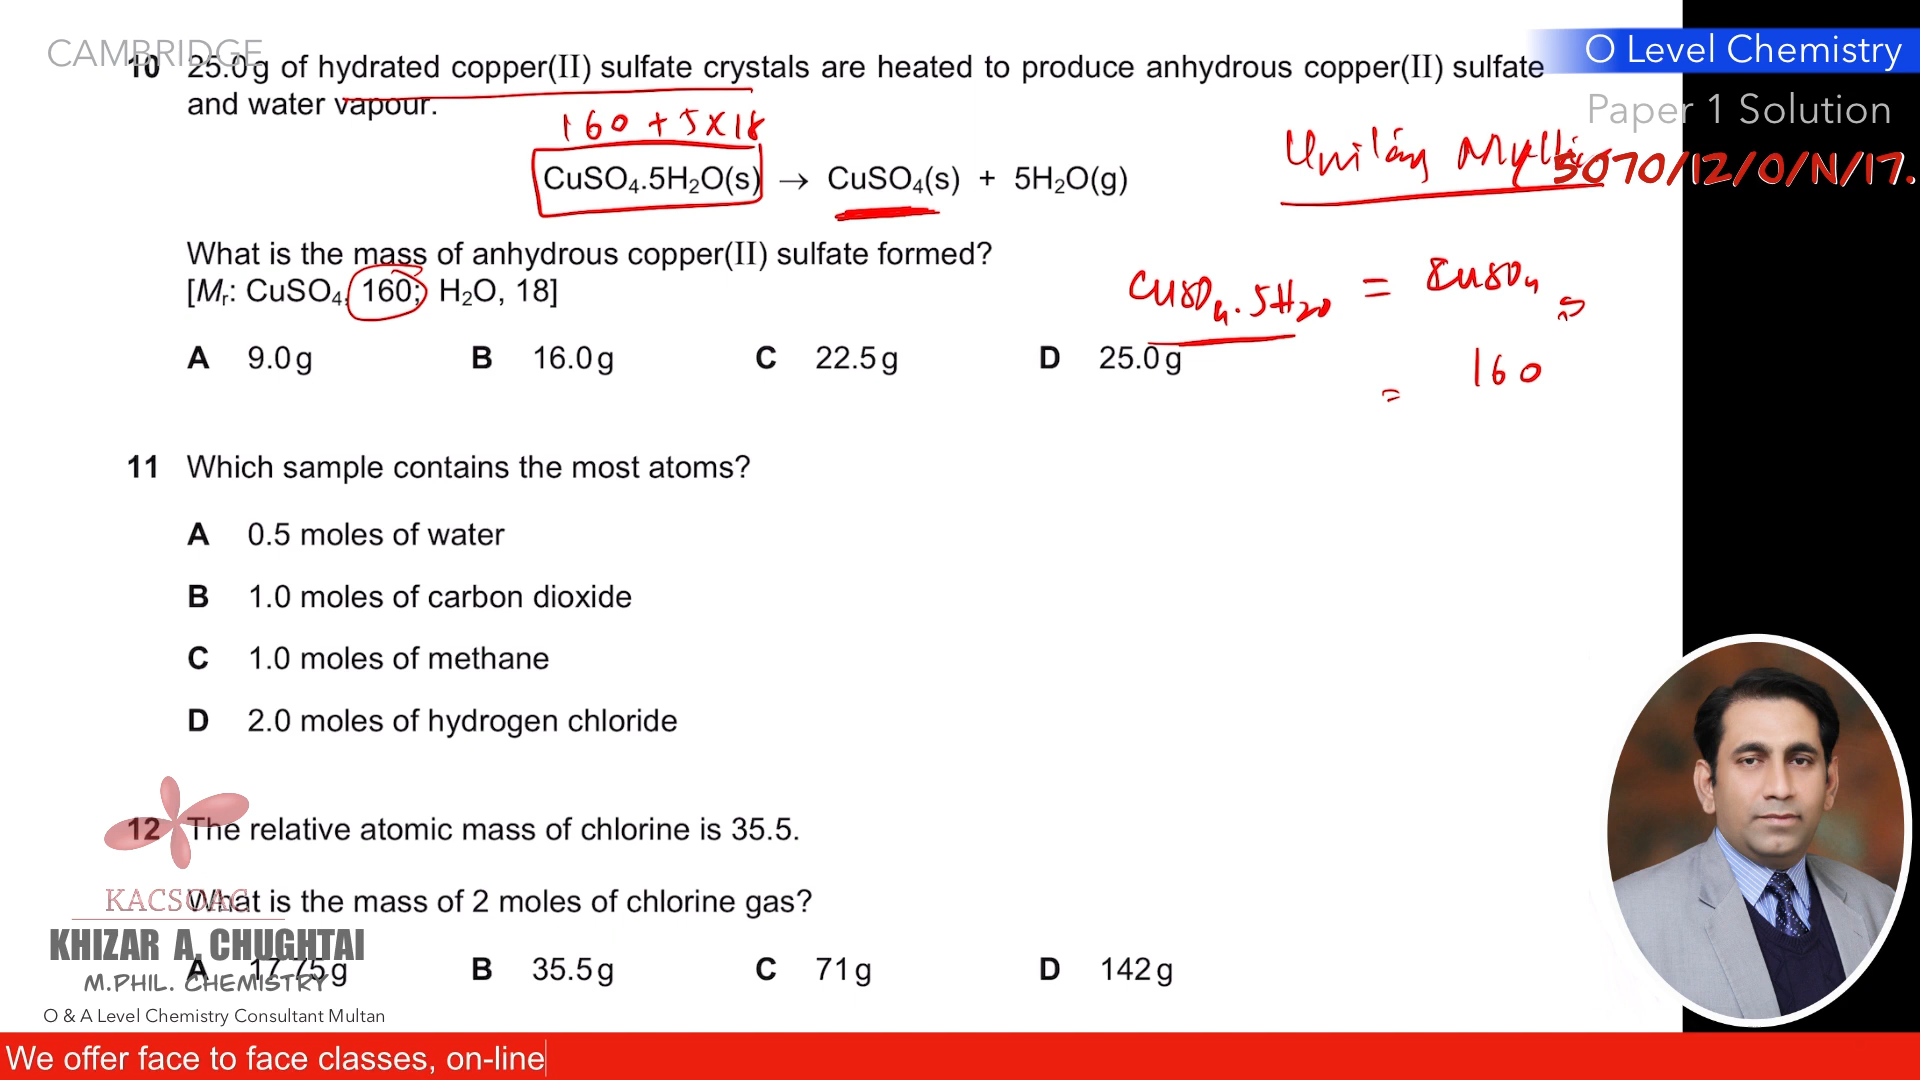 CAMBRIDGE
O Level Chemistry
Paper 1 Solution
5070/12/O/N/17.
10 25.0 g of hydrated copper(II) sulfate crystals are heated to produce anhydrous copper(II) sulfate
and water vapour.
160 + 5×18
CuSO₄.5H₂O(s) → CuSO₄(s) + 5H₂O(g)
What is the mass of anhydrous copper(II) sulfate formed?
[Mr: CuSO₄, 160; H₂O, 18]
CuSO₄.5H₂O = CuSO₄
= 160
A 9.0 g B 16.0 g C 22.5 g D 25.0 g
11 Which sample contains the most atoms?
A 0.5 moles of water
B 1.0 moles of carbon dioxide
C 1.0 moles of methane
D 2.0 moles of hydrogen chloride
12 The relative atomic mass of chlorine is 35.5.
What is the mass of 2 moles of chlorine gas?
A 17.75 g B 35.5 g C 71 g D 142 g
KACSOAC
KHIZAR A. CHUGHTAI
M.PHIL. CHEMISTRY
O & A Level Chemistry Consultant Multan
We offer face to face classes, on-line